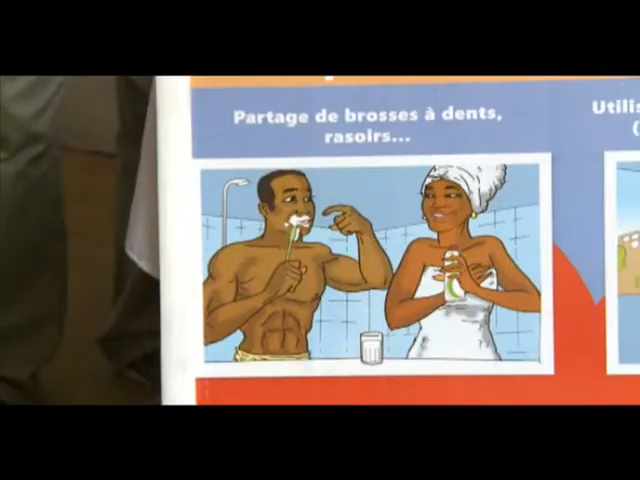 Partage de brosses à dents,
rasoirs...